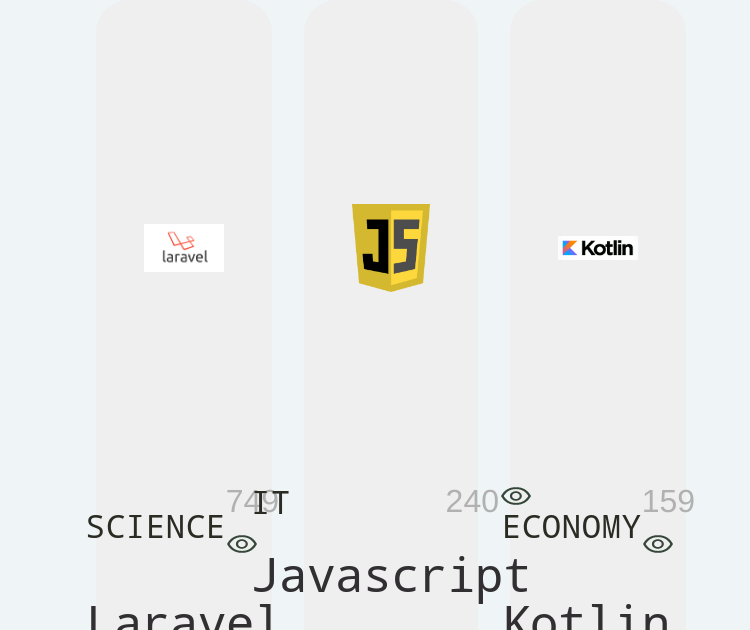 laravel
JS
Kotlin
749
IT
240
159
SCIENCE
ECONOMY
Javascript
Laravel
Kotlin